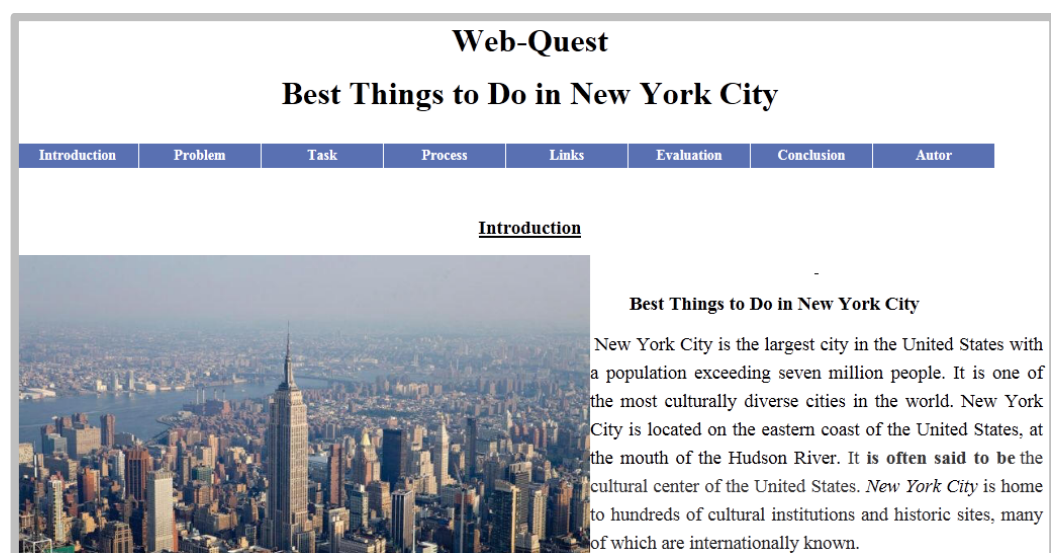 Web-Quest
Best Things to Do in New York City
Introduction Problem Task Process Links Evaluation Conclusion Autor
Introduction
-
Best Things to Do in New York City
New York City is the largest city in the United States with
a population exceeding seven million people. It is one of
the most culturally diverse cities in the world. New York
City is located on the eastern coast of the United States, at
the mouth of the Hudson River. It is often said to be the
cultural center of the United States. New York City is home
to hundreds of cultural institutions and historic sites, many
of which are internationally known.